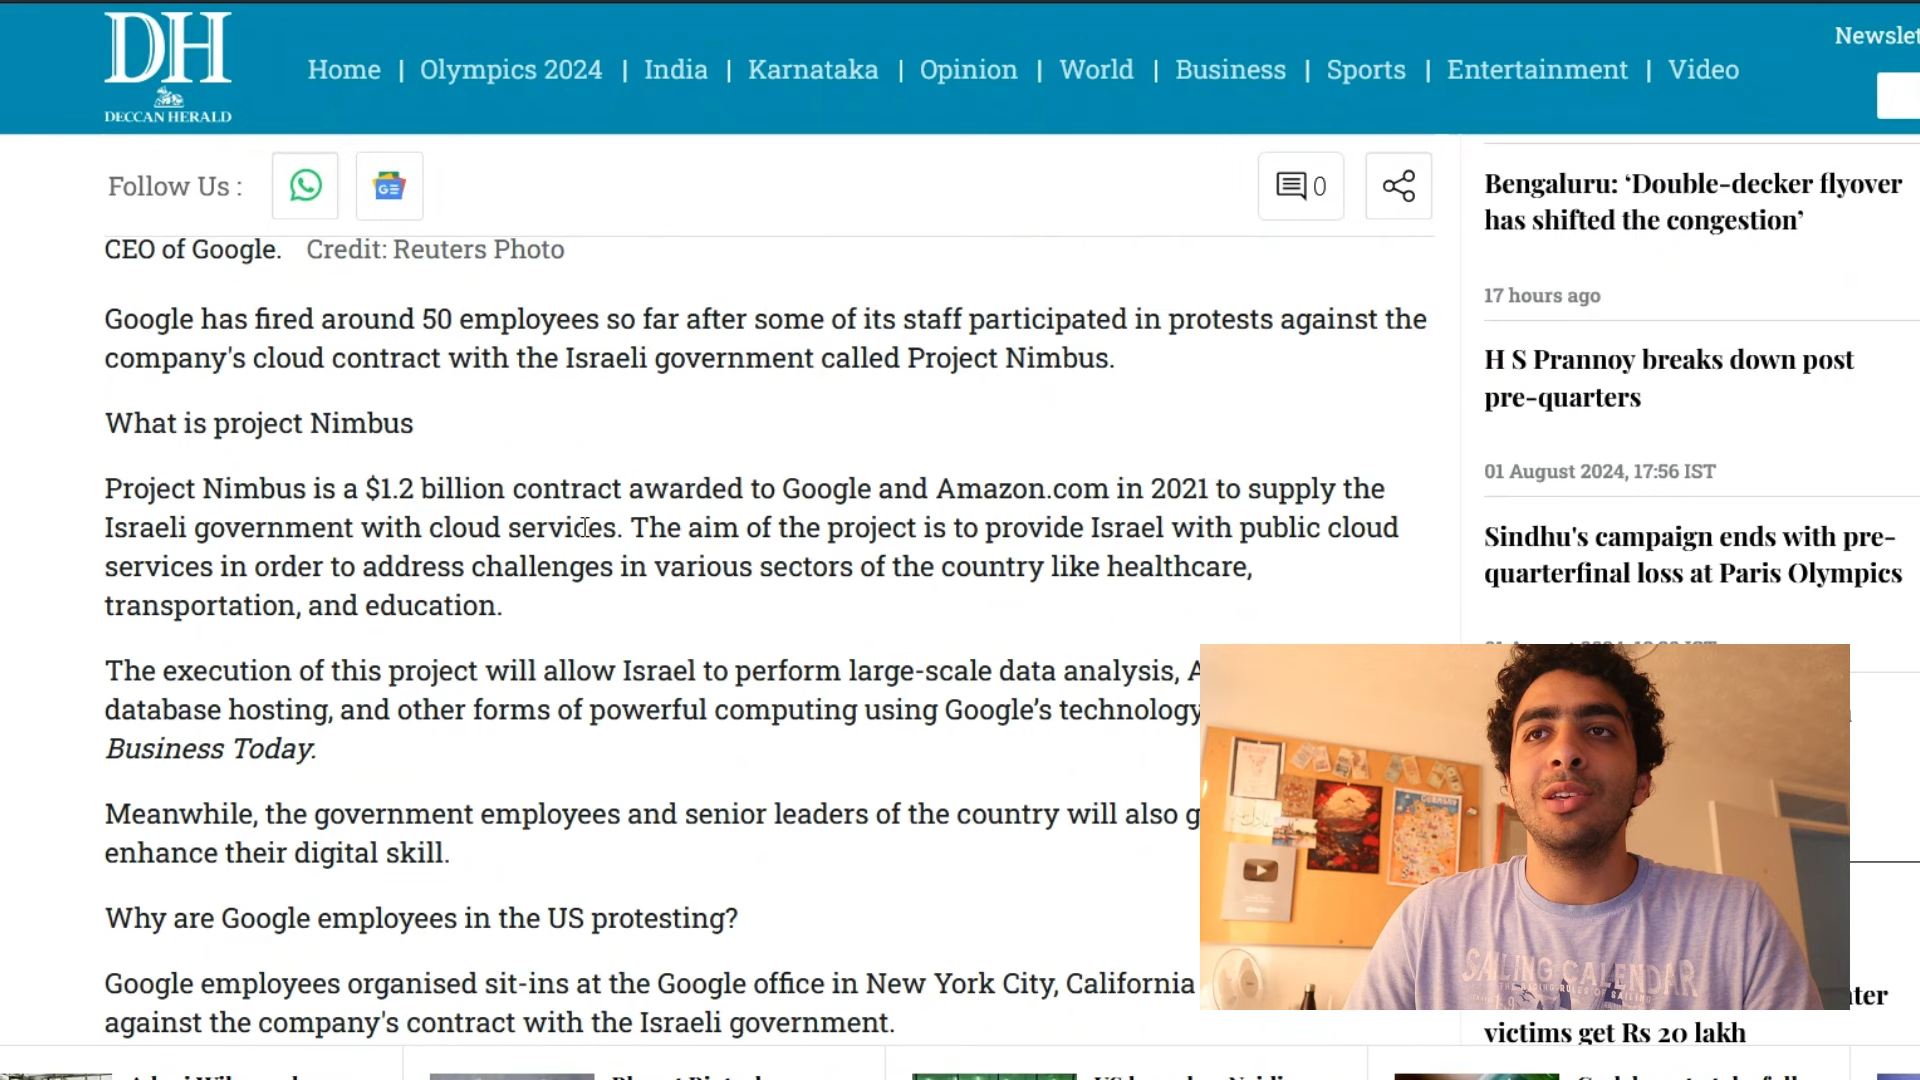 DH
DECCAN HERALD
Home | Olympics 2024 | India | Karnataka | Opinion | World | Business | Sports | Entertainment | Video
Follow Us :
GE
0
CEO of Google. Credit: Reuters Photo
Google has fired around 50 employees so far after some of its staff participated in protests against the
company's cloud contract with the Israeli government called Project Nimbus.
What is project Nimbus
Project Nimbus is a $1.2 billion contract awarded to Google and Amazon.com in 2021 to supply the
Israeli government with cloud services. The aim of the project is to provide Israel with public cloud
services in order to address challenges in various sectors of the country like healthcare,
transportation, and education.
The execution of this project will allow Israel to perform large-scale data analysis,
database hosting, and other forms of powerful computing using Google’s technology
Business Today.
Meanwhile, the government employees and senior leaders of the country will also
enhance their digital skill.
Why are Google employees in the US protesting?
Google employees organised sit-ins at the Google office in New York City, California
against the company's contract with the Israeli government.
Bengaluru: ‘Double-decker flyover
has shifted the congestion’
17 hours ago
H S Prannoy breaks down post
pre-quarters
01 August 2024, 17:56 IST
Sindhu's campaign ends with pre-
quarterfinal loss at Paris Olympics
victims get Rs 20 lakh
SAILING CALENDAR